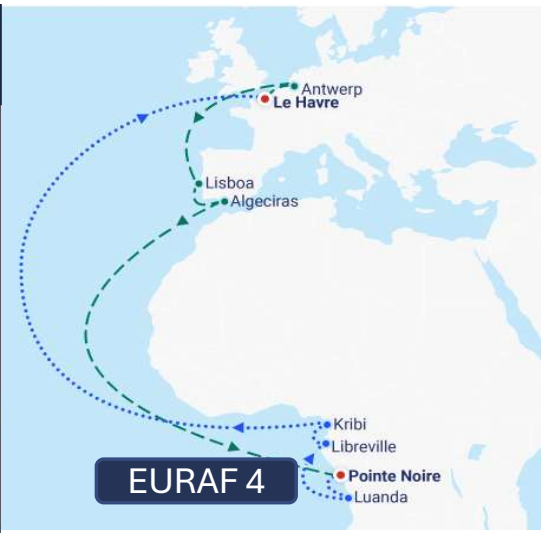 Antwerp
Le Havre
Lisboa
Algeciras
Kribi
Libreville
Pointe Noire
EURAF 4
Luanda